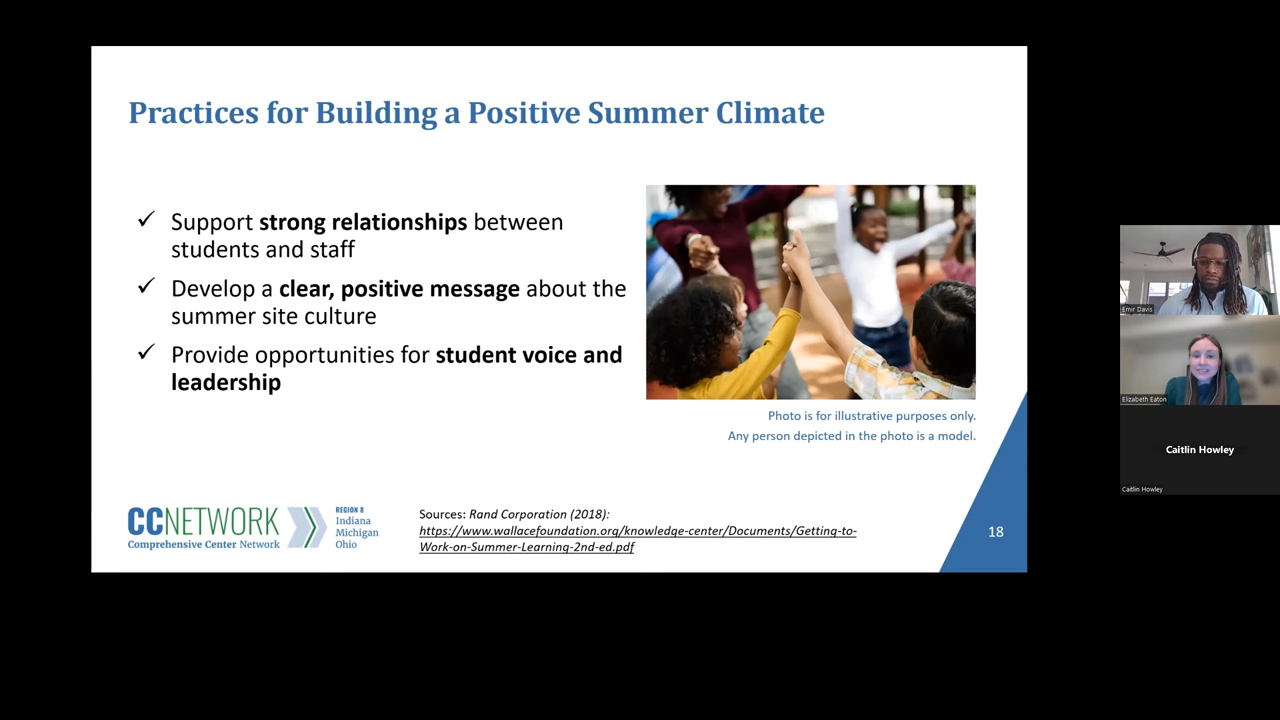 Practices for Building a Positive Summer Climate
✓ Support strong relationships between
students and staff
✓ Develop a clear, positive message about the
summer site culture
✓ Provide opportunities for student voice and
leadership
Photo is for illustrative purposes only.
Any person depicted in the photo is a model.
CCNETWORK
Comprehensive Center Network
REGION 8
Indiana
Michigan
Ohio
Sources: Rand Corporation (2018):
https://www.wallacefoundation.org/knowledge-center/Documents/Getting-to-
Work-on-Summer-Learning-2nd-ed.pdf
18
Emir Davis
Elizabeth Eaton
Caitlin Howley
Caitlin Howley